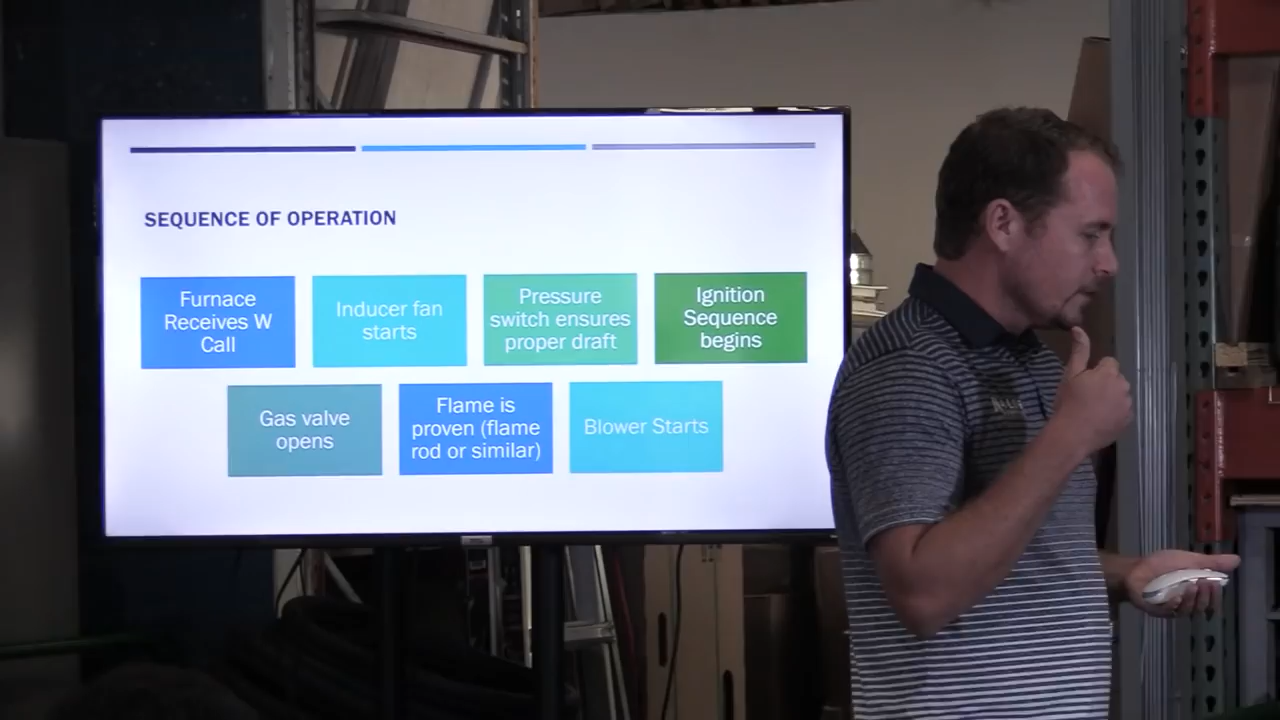 SEQUENCE OF OPERATION
Furnace
Receives W
Call
Inducer fan
starts
Pressure
switch ensures
proper draft
Ignition
Sequence
begins
Gas valve
opens
Flame is
proven (flame
rod or similar)
Blower Starts